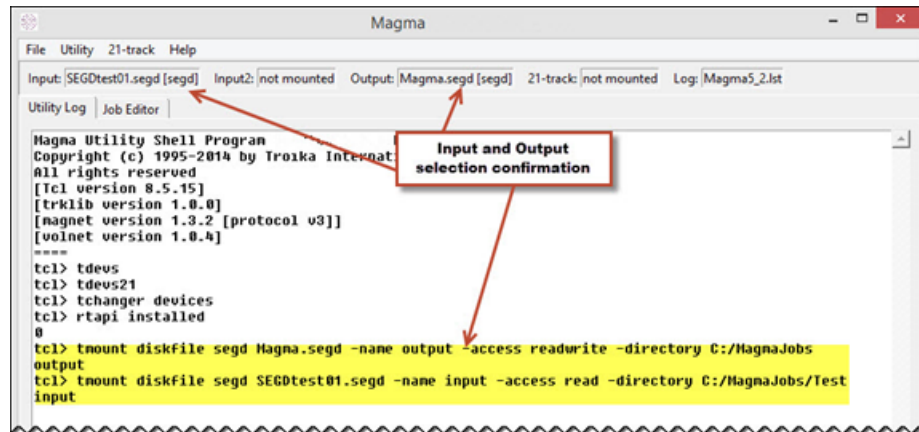 Magma
File Utility 21-track Help
Input: SEGDtest01.segd [segd] Input2: not mounted Output: Magma.segd [segd] 21-track: not mounted Log: Magma5_2.lst
Utility Log Job Editor
Magma Utility Shell Program
Copyright (c) 1995-2014 by Troika Internati
All rights reserved
[Tcl version 8.5.15]
[trklib version 1.0.0]
[magnet version 1.3.2 [protocol v3]]
[volnet version 1.0.4]
====
tcl> tdevs
tcl> tdevs21
tcl> tchanger devices
tcl> rtapi installed
0
tcl> tmount diskfile segd Magma.segd -name output -access readwrite -directory C:/MagmaJobs
output
tcl> tmount diskfile segd SEGDtest01.segd -name input -access read -directory C:/MagmaJobs/Test
input
Input and Output
selection confirmation